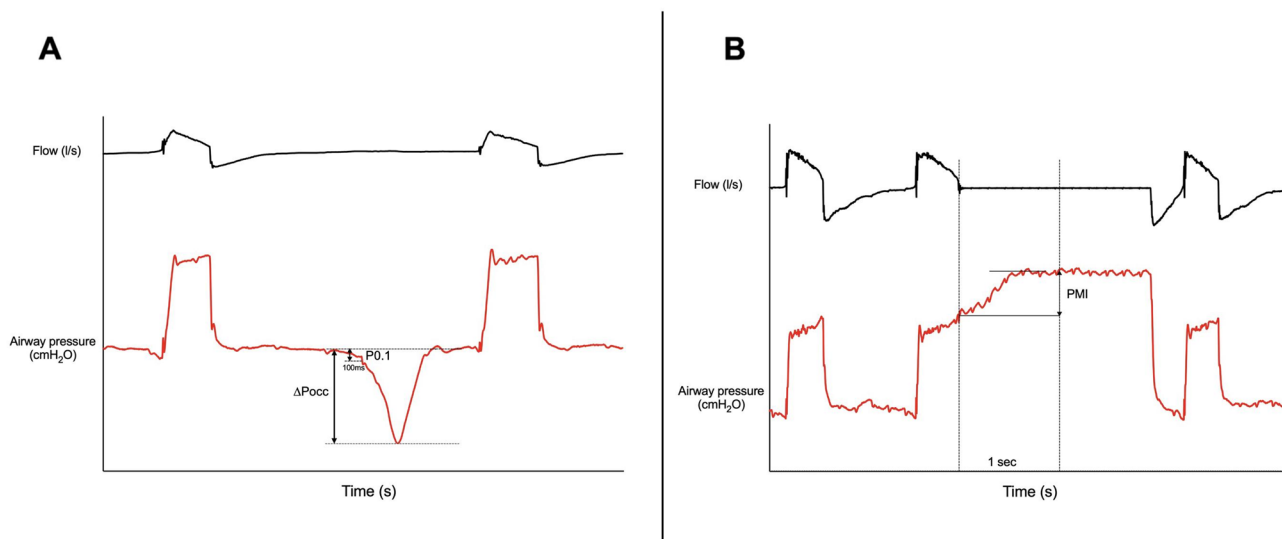 A
Flow (l/s)
Airway pressure
(cmH₂O)
P0.1
100ms
ΔPocc
Time (s)
B
Flow (l/s)
PMI
Airway pressure
(cmH₂O)
1 sec
Time (s)